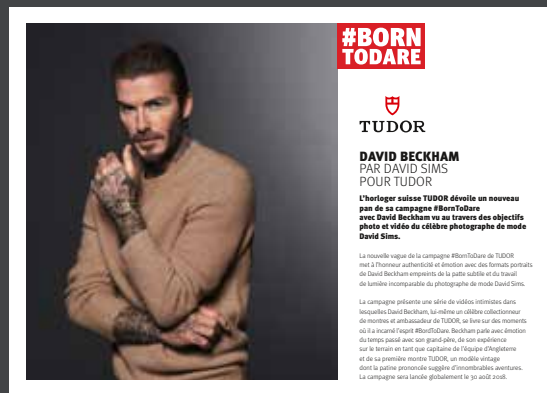 #BORN
TODARE
TUDOR
DAVID BECKHAM
PAR DAVID SIMS
POUR TUDOR
L'horloger suisse TUDOR dévoile un nouveau
pan de sa campagne #BornToDare
avec David Beckham vu au travers des objectifs
photo et vidéo du célèbre photographe de mode
David Sims.
La nouvelle vague de la campagne #BornToDare de TUDOR
met à l'honneur authenticité et émotion avec des formats portraits
de David Beckham empreints de la patte subtile et du travail
de lumière incomparable du photographe de mode David Sims.
La campagne présente une série de vidéos intimistes dans
lesquelles David Beckham, lui-même un célèbre collectionneur
de montres et ambassadeur de TUDOR, se livre sur des moments
où il a incarné l'esprit #BordToDare. Beckham parle avec émotion
du temps passé avec son grand-père, de son expérience
sur le terrain en tant que capitaine de l'équipe d'Angleterre
et de sa première montre TUDOR, un modèle vintage
dont la patine prononcée suggère d'innombrables aventures.
La campagne sera lancée globalement le 30 août 2018.